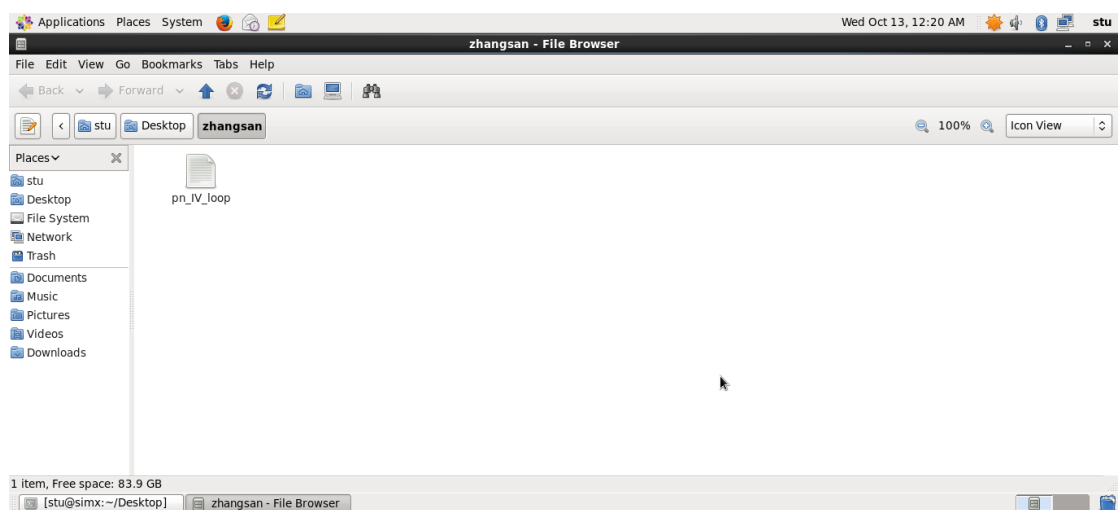 Applications Places System Wed Oct 13, 12:20 AM stu
zhangsan - File Browser
File Edit View Go Bookmarks Tabs Help
Back Forward
stu Desktop zhangsan 100% Icon View
Places
stu
Desktop
File System
Network
Trash
Documents
Music
Pictures
Videos
Downloads
pn_IV_loop
1 item, Free space: 83.9 GB
[stu@simx:~/Desktop] zhangsan - File Browser